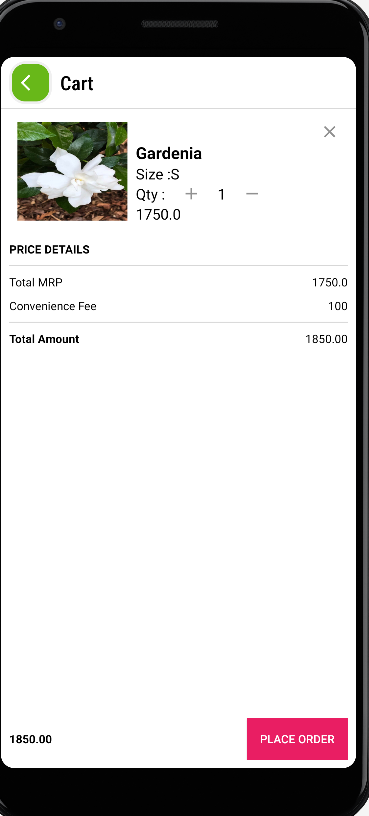 Cart
Gardenia
Size :S
Qty : + 1 −
1750.0
PRICE DETAILS
Total MRP 1750.0
Convenience Fee 100
Total Amount 1850.00
1850.00 PLACE ORDER